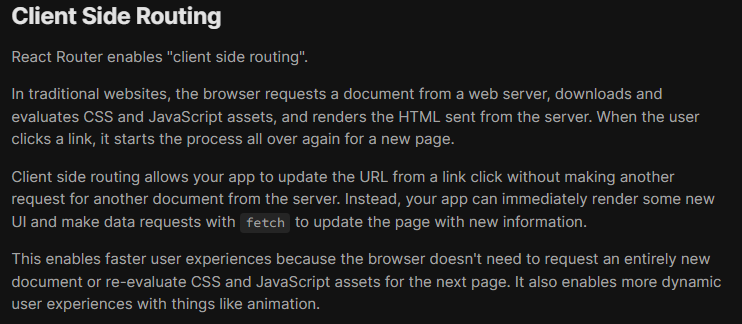 Client Side Routing
React Router enables "client side routing".
In traditional websites, the browser requests a document from a web server, downloads and
evaluates CSS and JavaScript assets, and renders the HTML sent from the server. When the user
clicks a link, it starts the process all over again for a new page.
Client side routing allows your app to update the URL from a link click without making another
request for another document from the server. Instead, your app can immediately render some new
UI and make data requests with fetch to update the page with new information.
This enables faster user experiences because the browser doesn't need to request an entirely new
document or re-evaluate CSS and JavaScript assets for the next page. It also enables more dynamic
user experiences with things like animation.